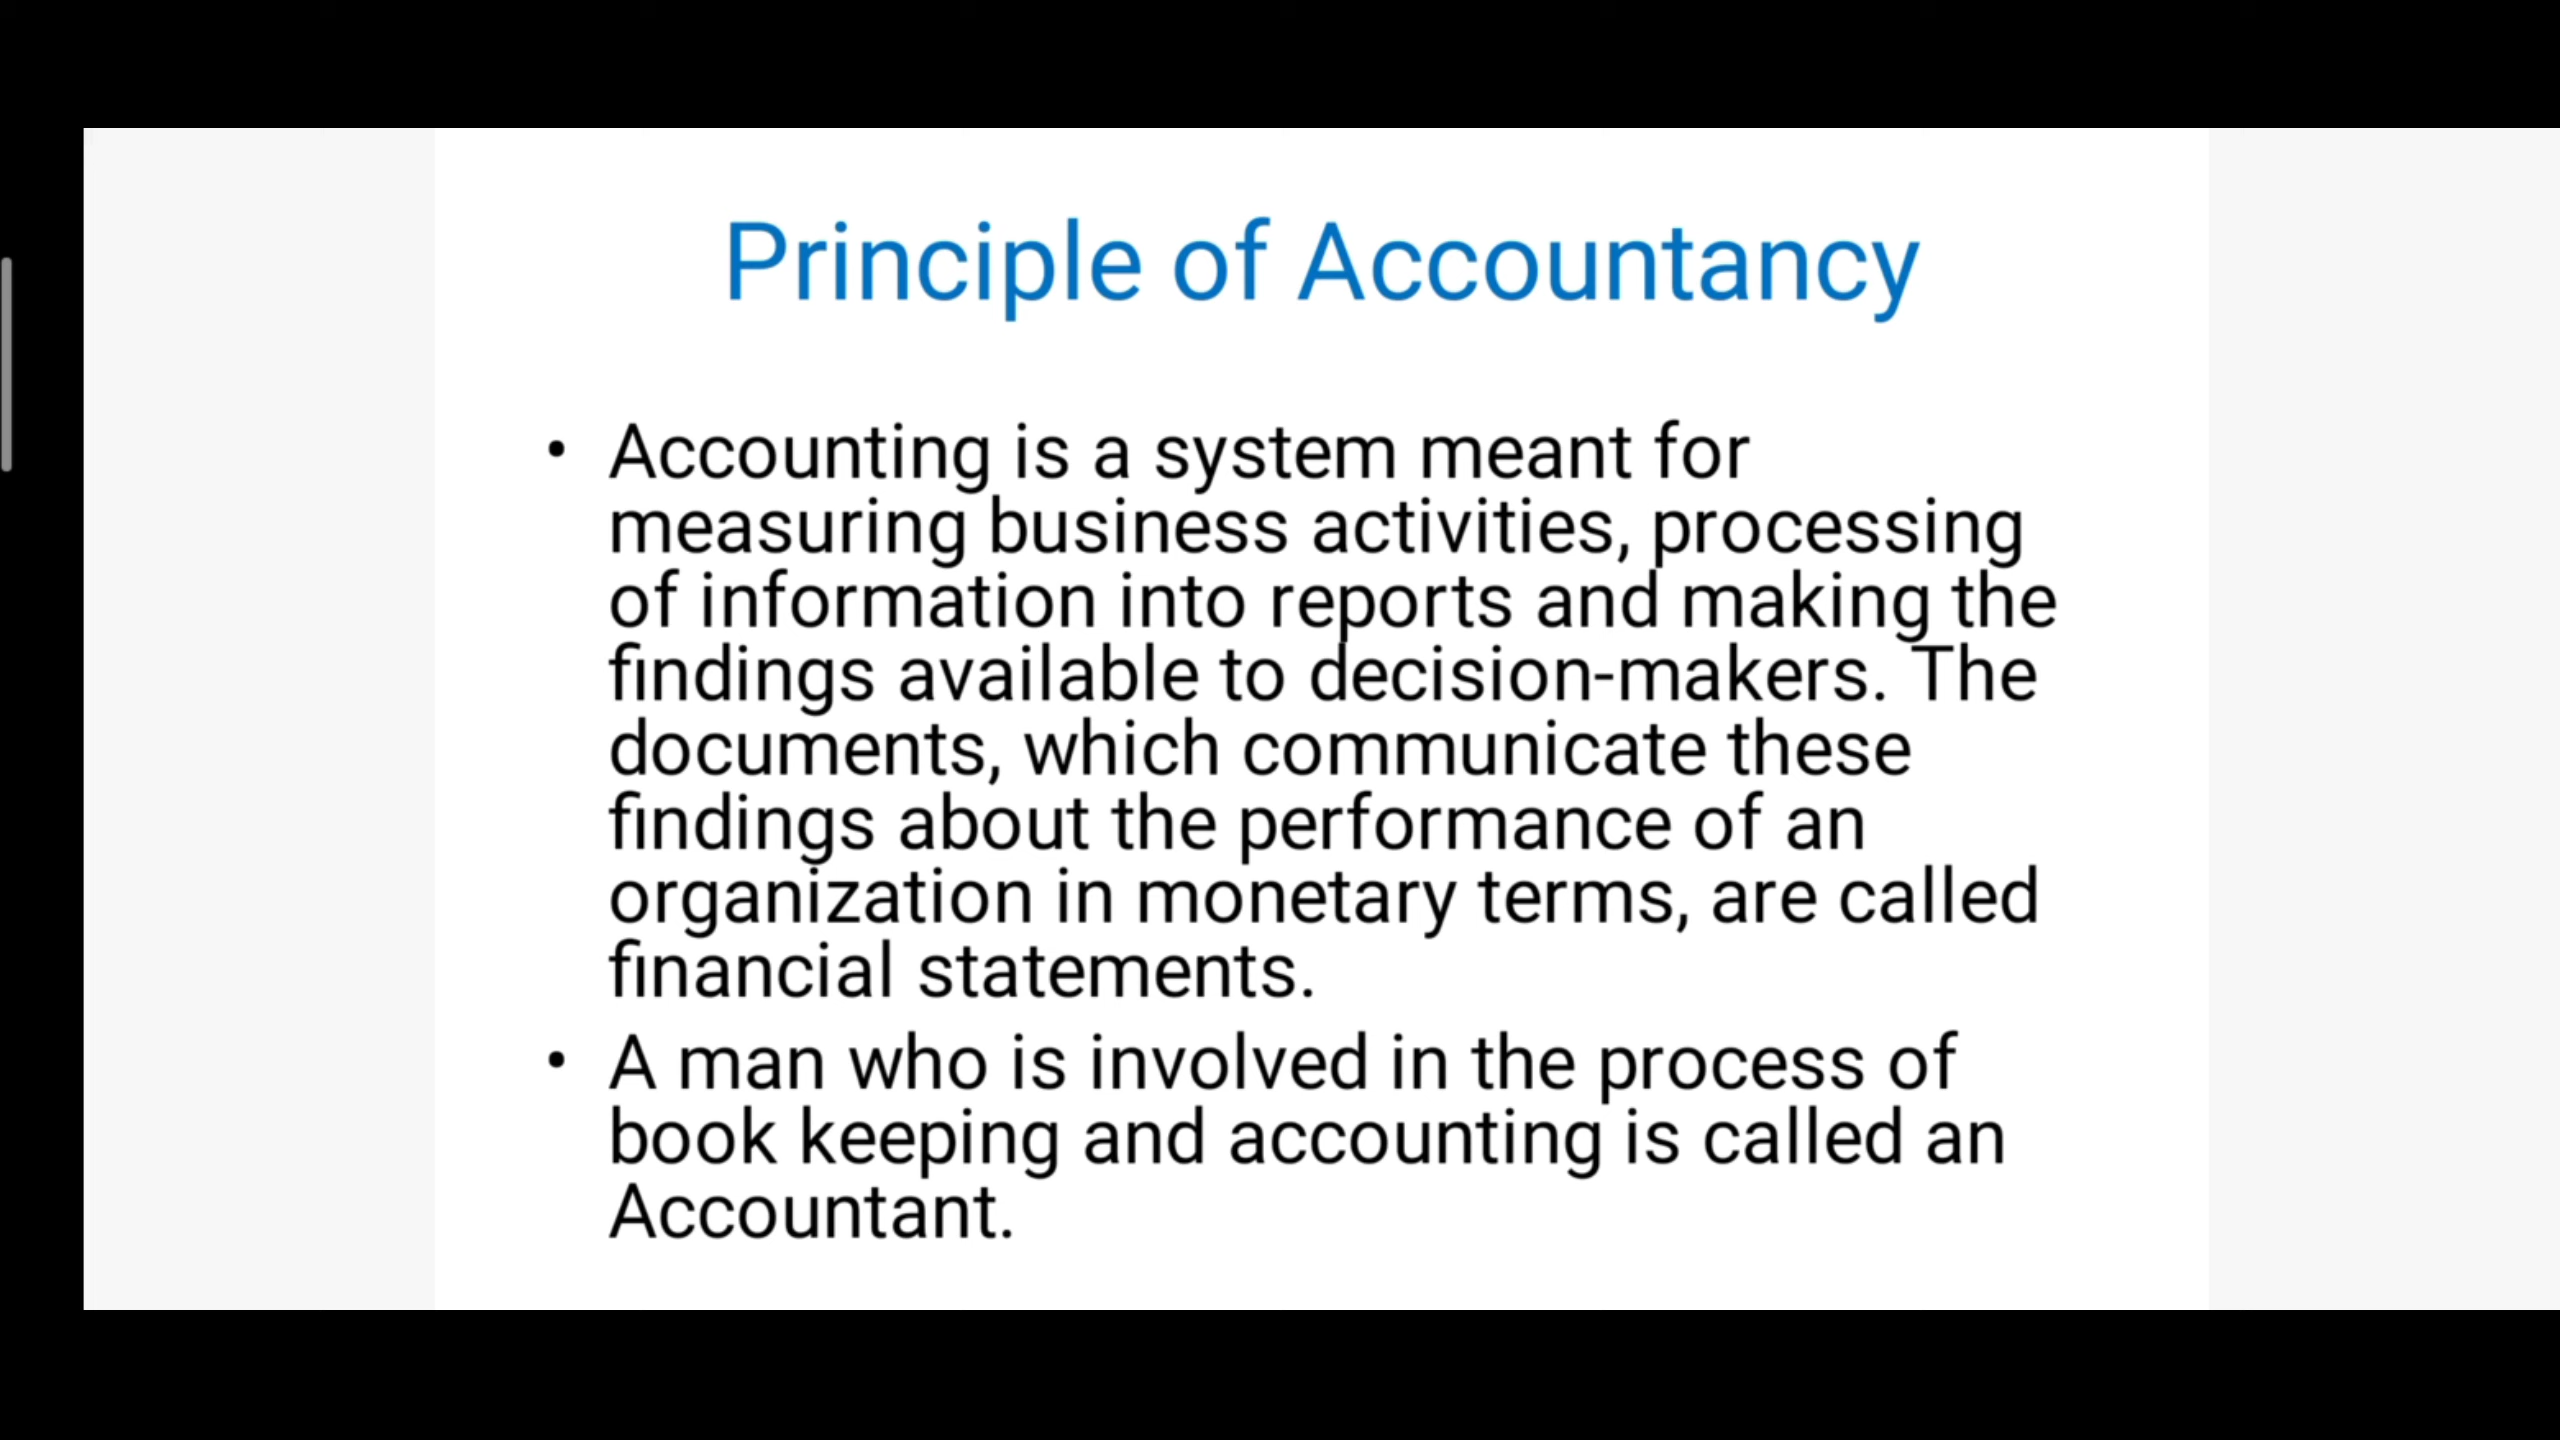 Principle of Accountancy
• Accounting is a system meant for
measuring business activities, processing
of information into reports and making the
findings available to decision-makers. The
documents, which communicate these
findings about the performance of an
organization in monetary terms, are called
financial statements.
• A man who is involved in the process of
book keeping and accounting is called an
Accountant.